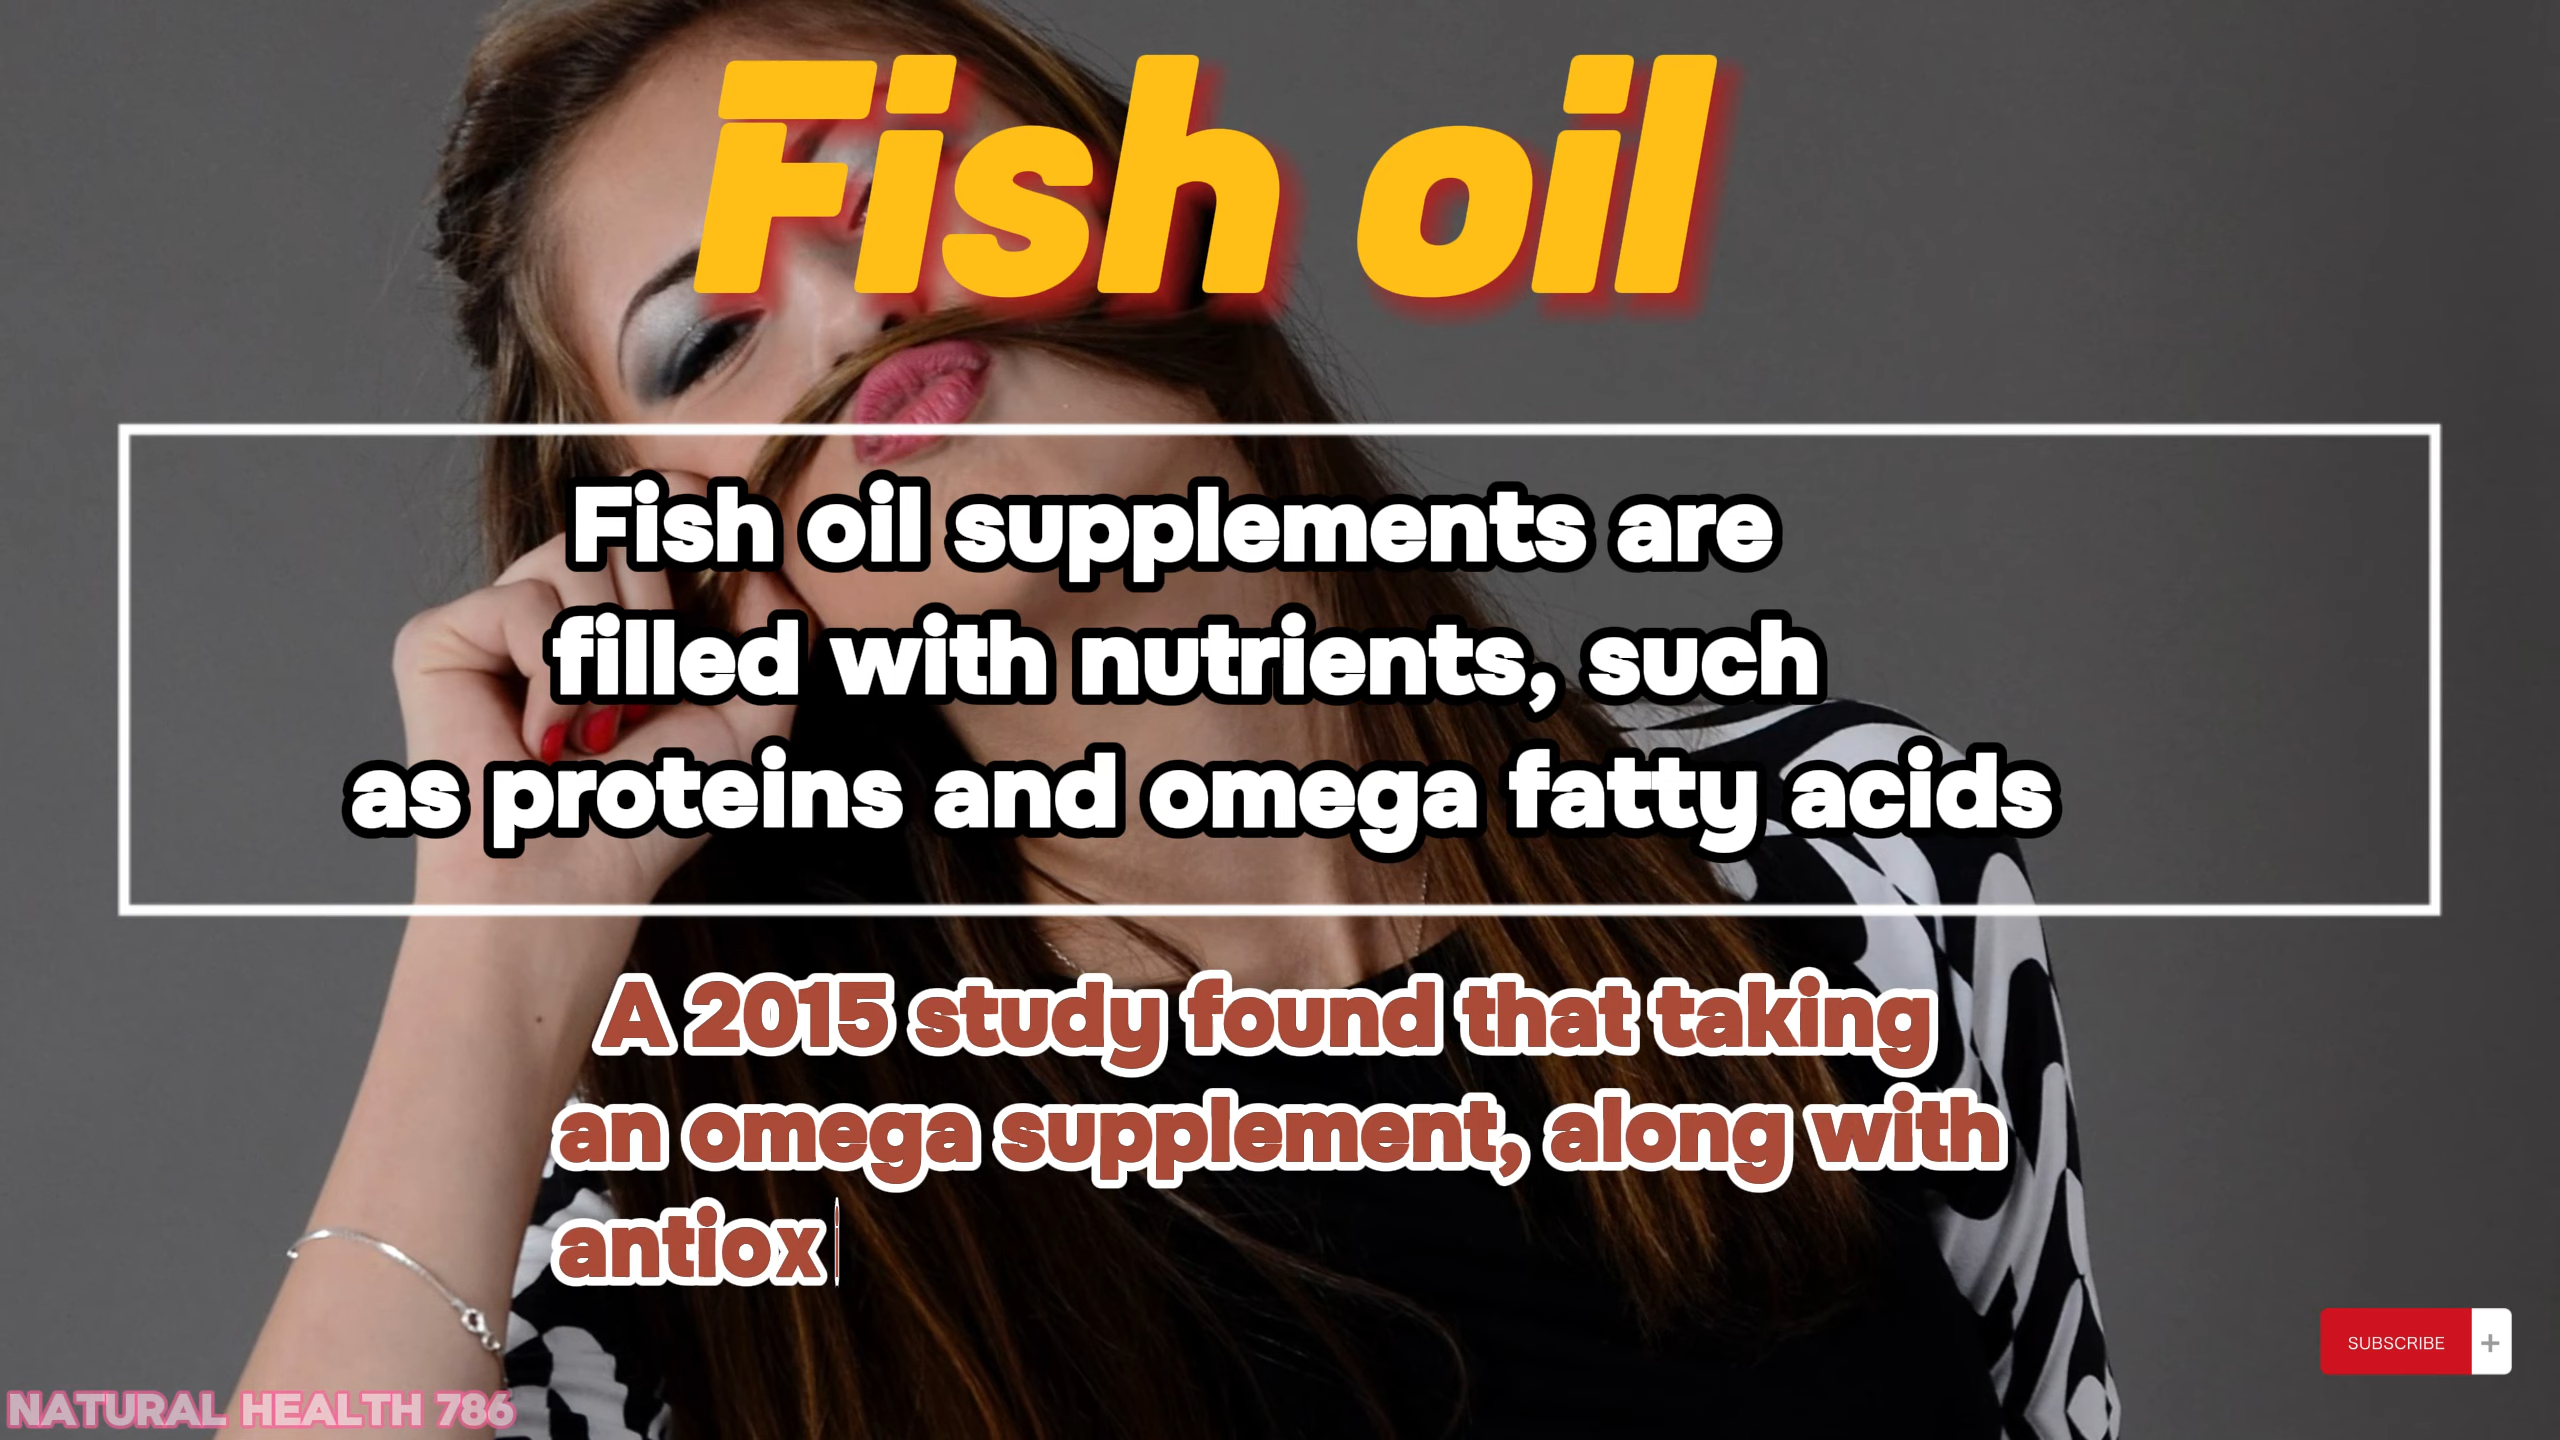 Fish oil
Fish oil supplements are
filled with nutrients, such
as proteins and omega fatty acids
A 2015 study found that taking
an omega supplement, along with
antiox
SUBSCRIBE +
NATURAL HEALTH 786